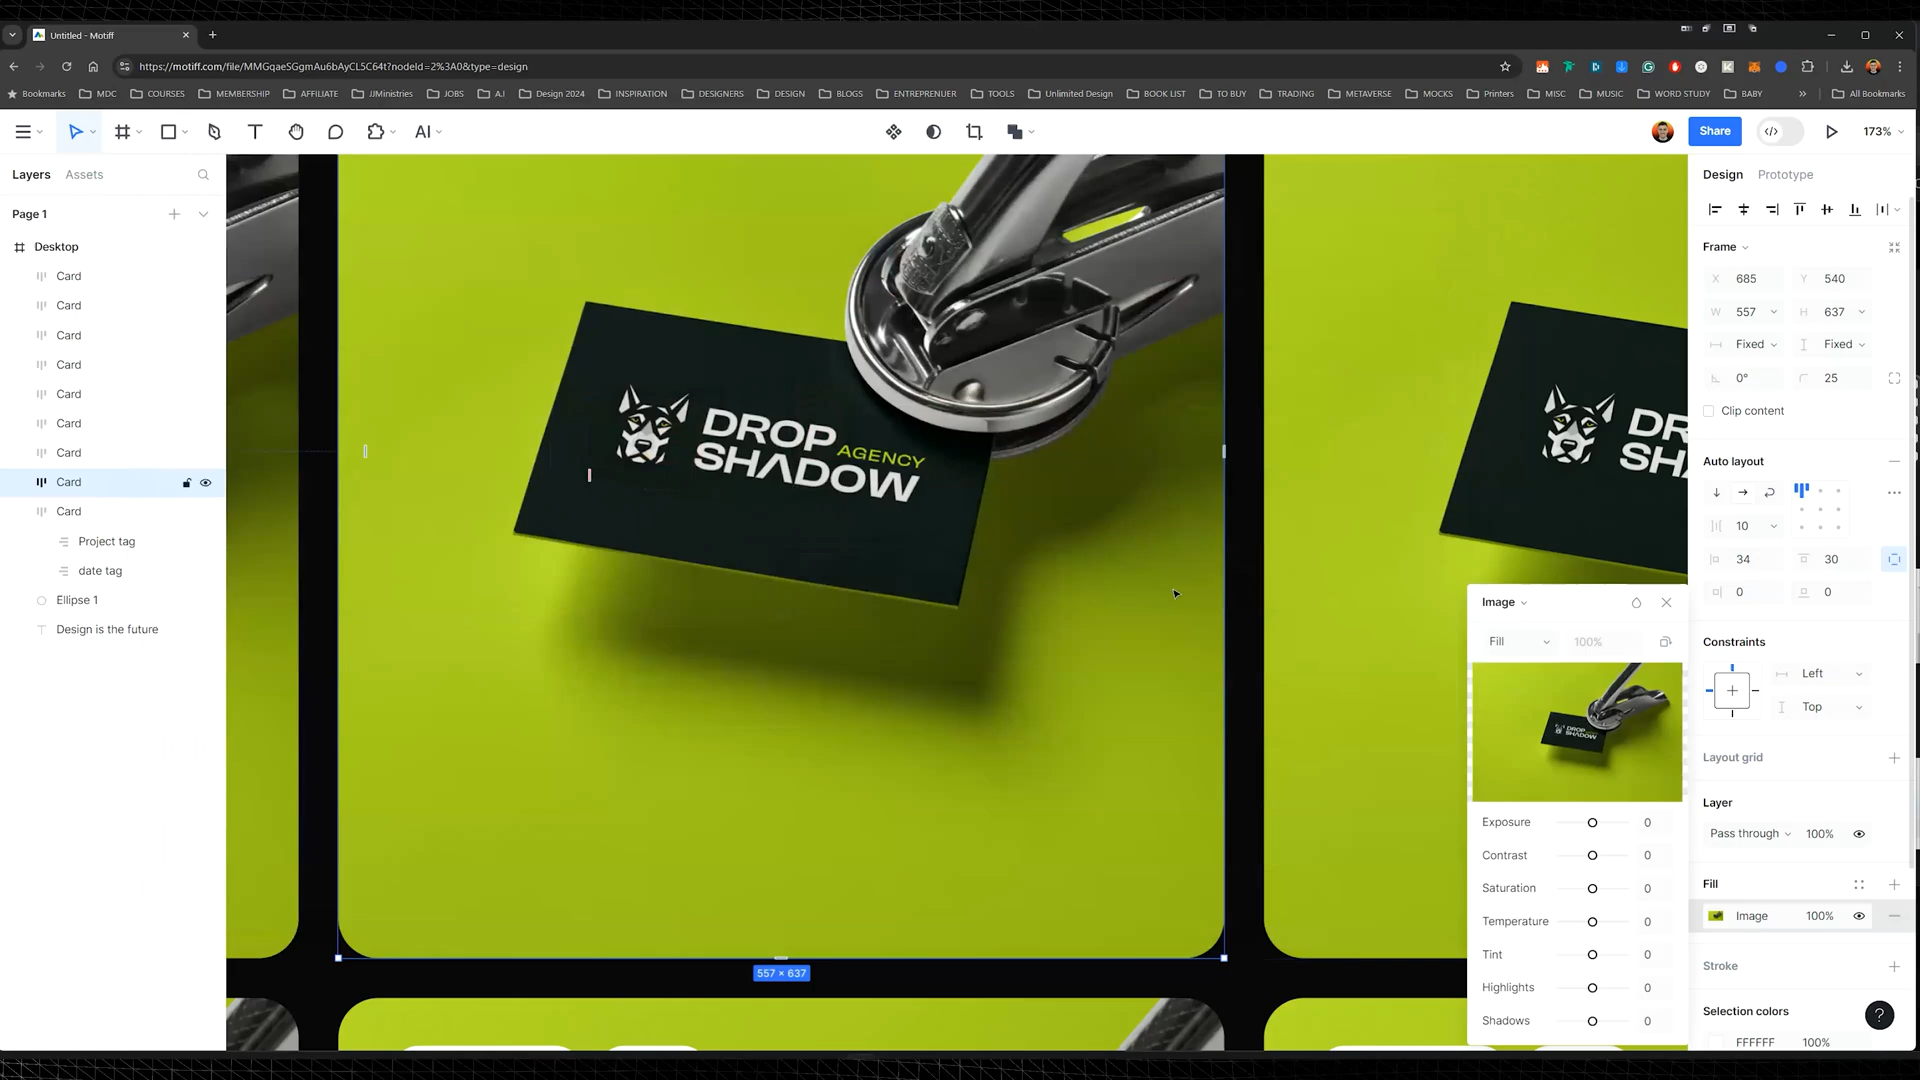 Untitled - Motiff
https://motiff.com/file/MMGqaeSGgmAu6bAyCL5C64t?nodeId=2%3A0&type=design
Bookmarks
MDC
COURSES
MEMBERSHIP
AFFILIATE
JJMinistries
JOBS
A.I
Design 2024
INSPIRATION
DESIGNERS
DESIGN
BLOGS
ENTREPRENUER
TOOLS
Unlimited Design
BOOK LIST
TO BUY
TRADING
METAVERSE
MOCKS
Printers
MISC
MUSIC
WORD STUDY
BABY
All Bookmarks
AI
Share
173%
Layers
Assets
Page 1
Desktop
Card
Card
Card
Card
Card
Card
Card
Card
Card
Project tag
date tag
Ellipse 1
Design is the future
DROP
SHADOW
AGENCY
557 × 637
DR
SH
Image
Fill
100%
DROP
SHADOW
Exposure 0
Contrast 0
Saturation 0
Temperature 0
Tint 0
Highlights 0
Shadows 0
Design
Prototype
Frame
X 685
Y 540
W 557
H 637
Fixed
Fixed
0°
25
Clip content
Auto layout
10
34
30
0
0
Constraints
Left
Top
Layout grid
Layer
Pass through
100%
Fill
Image
100%
Stroke
Selection colors
FFFFFF
100%
?